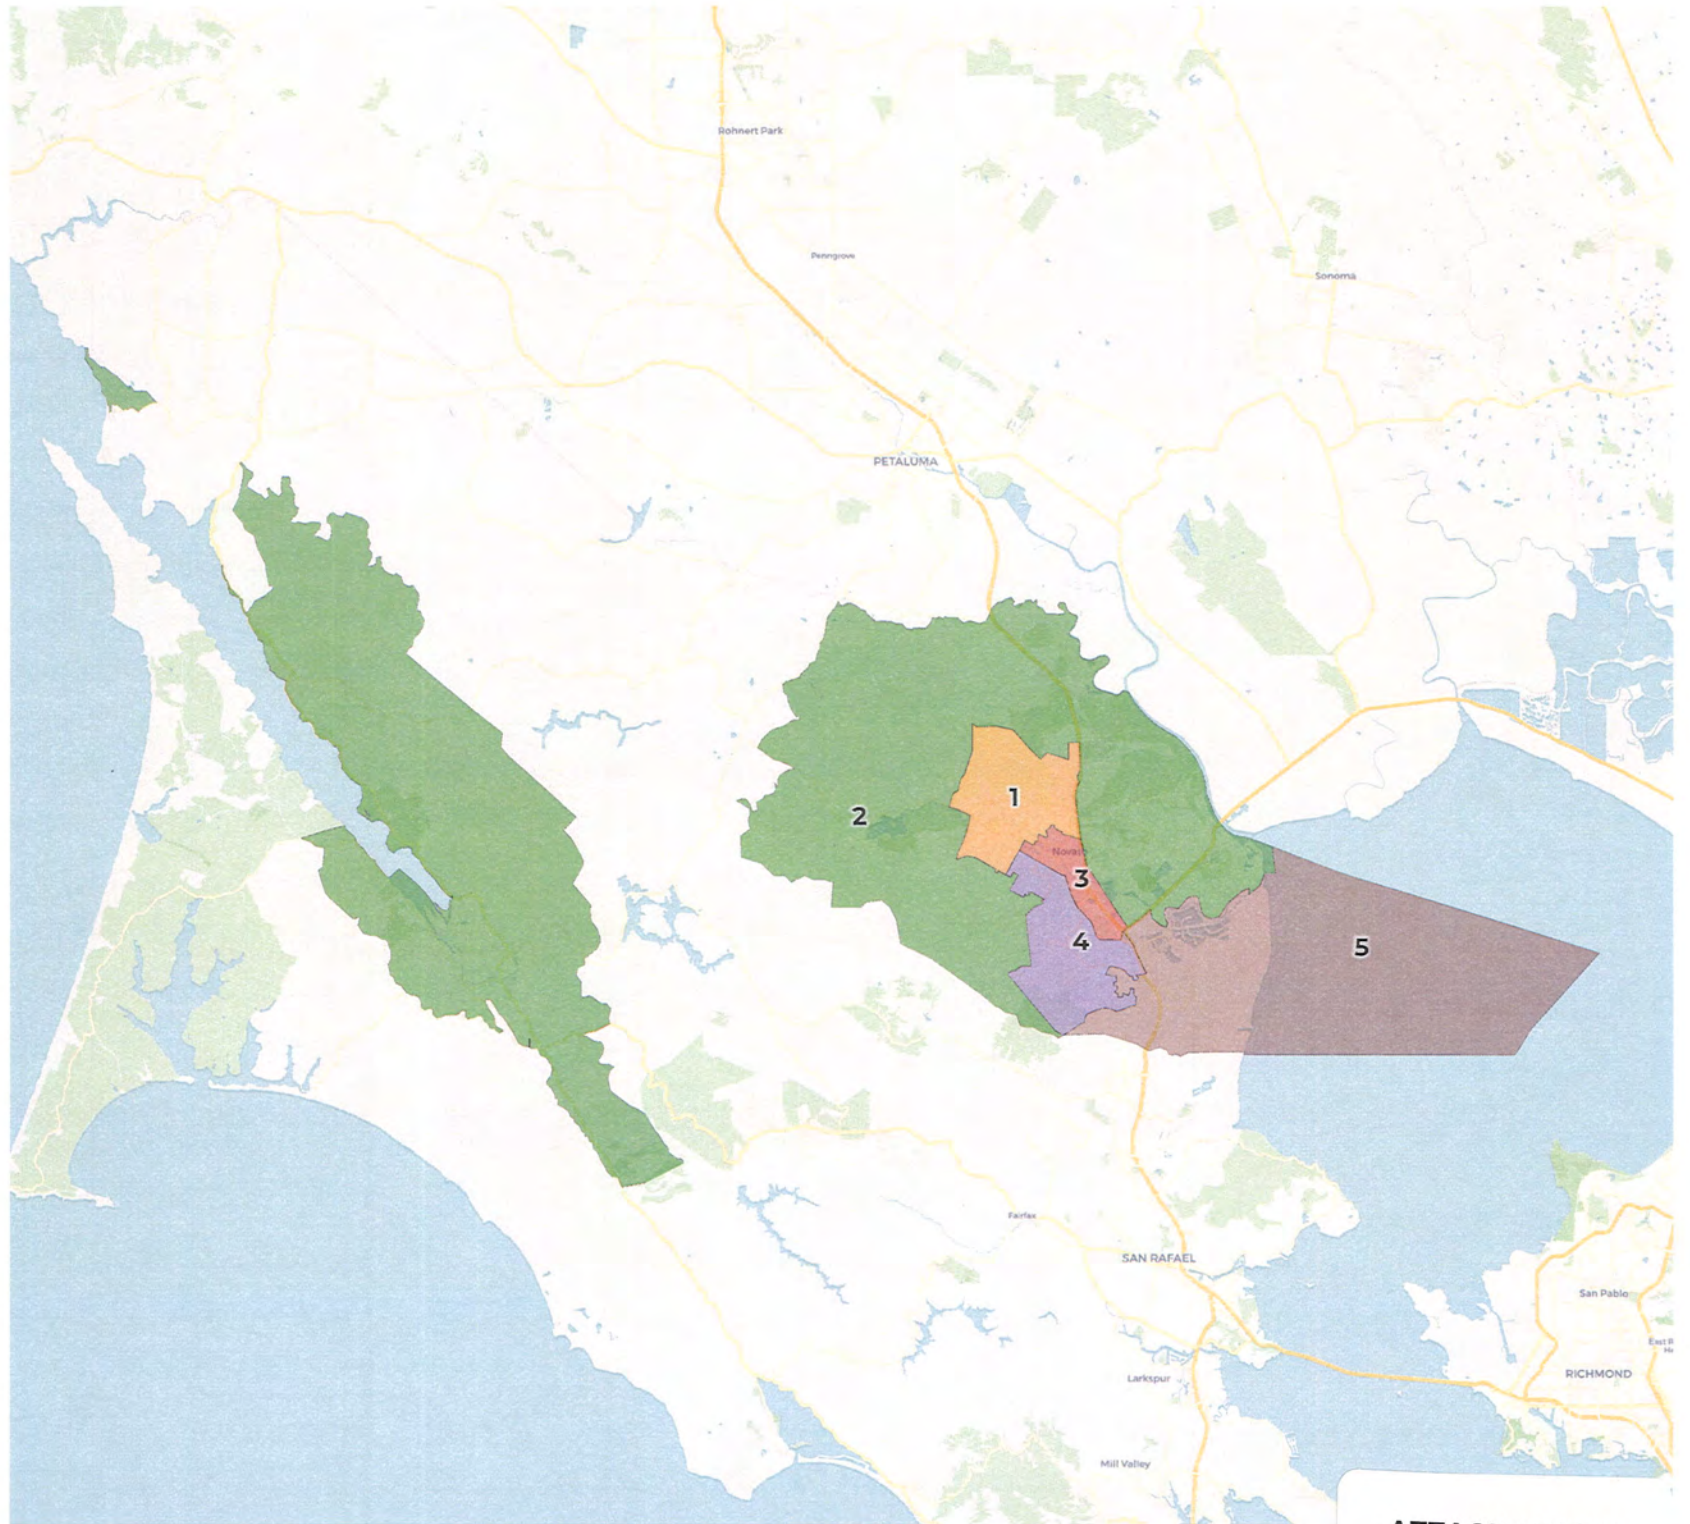 Rohnert Park
Penngrove
Sonoma
PETALUMA
1
2
Novato
3
4
5
Fairfax
SAN RAFAEL
San Pablo
RICHMOND
Larkspur
Mill Valley